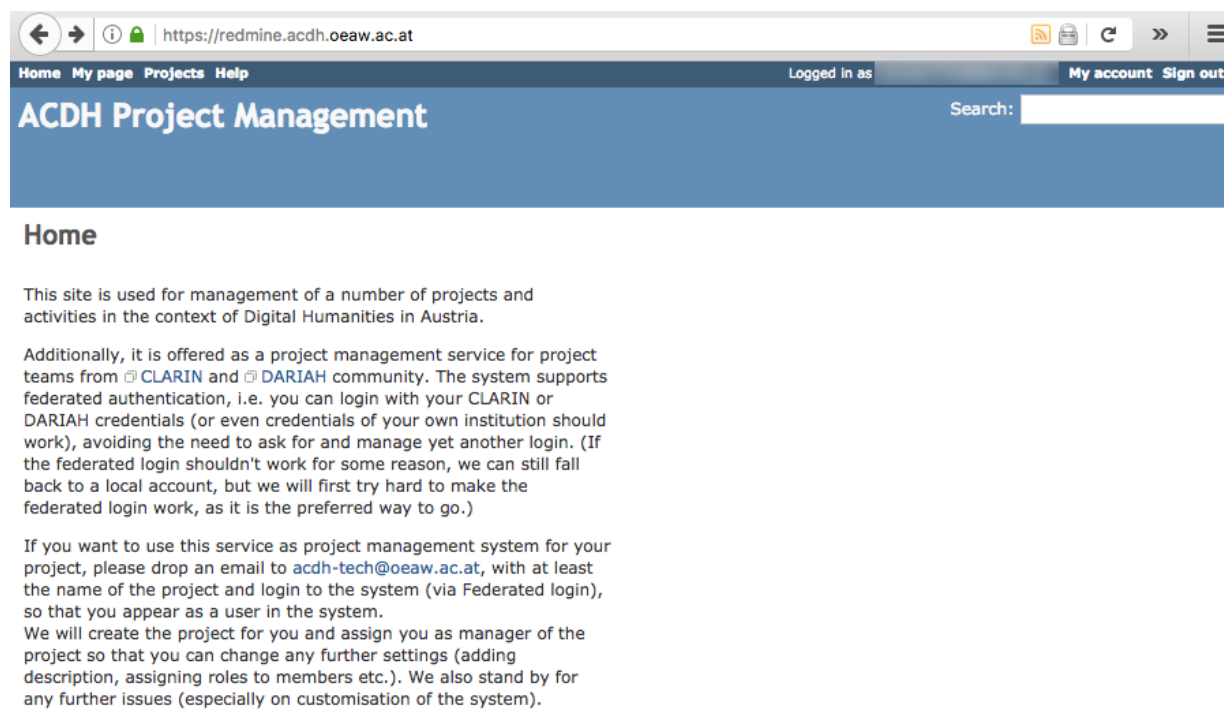 https://redmine.acdh.oeaw.ac.at
Home My page Projects Help Logged in as My account Sign out
ACDH Project Management Search:
Home
This site is used for management of a number of projects and
activities in the context of Digital Humanities in Austria.
Additionally, it is offered as a project management service for project
teams from CLARIN and DARIAH community. The system supports
federated authentication, i.e. you can login with your CLARIN or
DARIAH credentials (or even credentials of your own institution should
work), avoiding the need to ask for and manage yet another login. (If
the federated login shouldn't work for some reason, we can still fall
back to a local account, but we will first try hard to make the
federated login work, as it is the preferred way to go.)
If you want to use this service as project management system for your
project, please drop an email to acdh-tech@oeaw.ac.at, with at least
the name of the project and login to the system (via Federated login),
so that you appear as a user in the system.
We will create the project for you and assign you as manager of the
project so that you can change any further settings (adding
description, assigning roles to members etc.). We also stand by for
any further issues (especially on customisation of the system).